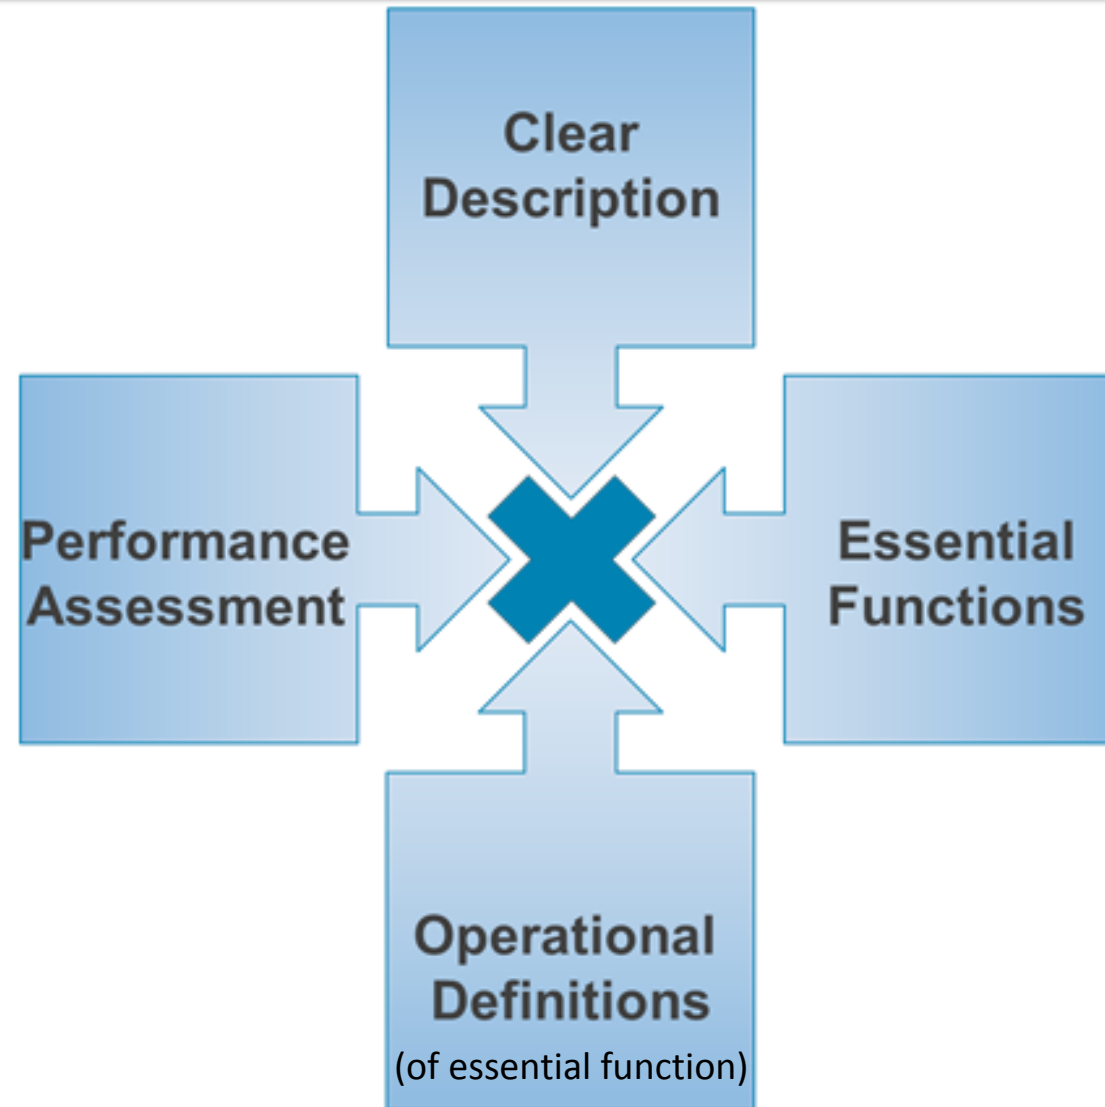 Clear
Description
Performance
Assessment
Essential
Functions
Operational
Definitions
(of essential function)